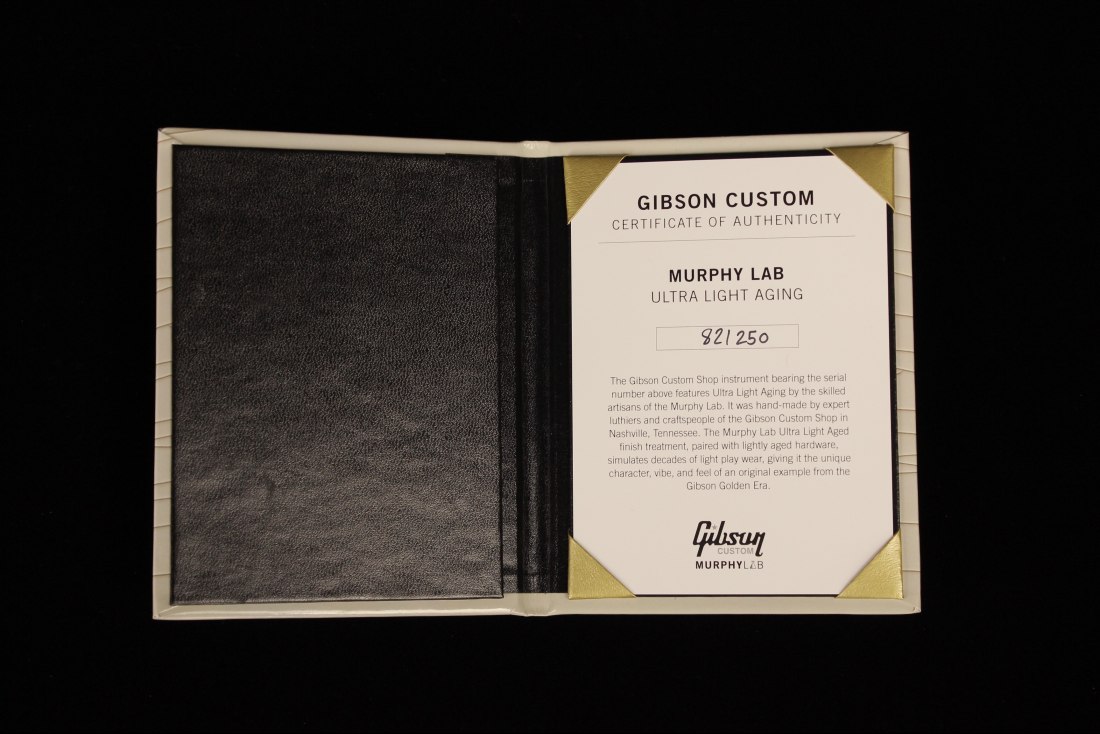 GIBSON CUSTOM
CERTIFICATE OF AUTHENTICITY
MURPHY LAB
ULTRA LIGHT AGING
82/250
The Gibson Custom Shop instrument bearing the serial
number above features Ultra Light Aging by the skilled
artisans of the Murphy Lab. It was hand-made by expert
luthiers and craftspeople of the Gibson Custom Shop in
Nashville, Tennessee. The Murphy Lab Ultra Light Aged
finish treatment, paired with lightly aged hardware,
simulates decades of light play wear, giving it the unique
character, vibe, and feel of an original example from the
Gibson Golden Era.
Gibson
CUSTOM
MURPHYLAB